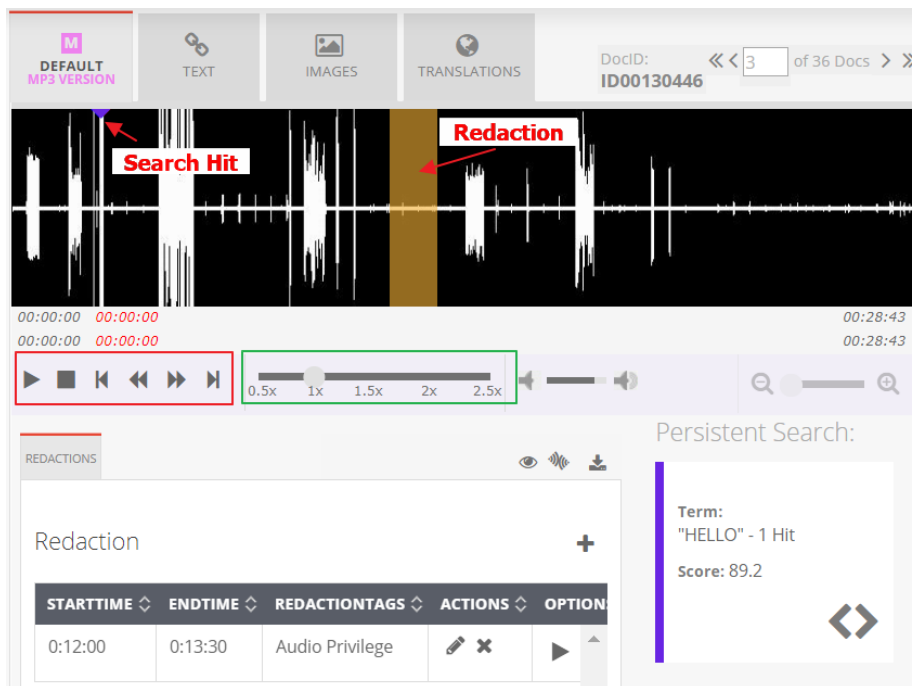 M
DEFAULT
MP3 VERSION
TEXT
IMAGES
TRANSLATIONS
DocID:
ID00130446
3
of 36 Docs
Search Hit
Redaction
00:00:00 00:00:00 00:28:43
00:00:00 00:00:00 00:28:43
0.5x 1x 1.5x 2x 2.5x
REDACTIONS
Redaction
STARTTIME ENDTIME REDACTIONTAGS ACTIONS OPTION
0:12:00 0:13:30 Audio Privilege
Persistent Search:
Term:
"HELLO" - 1 Hit
Score: 89.2